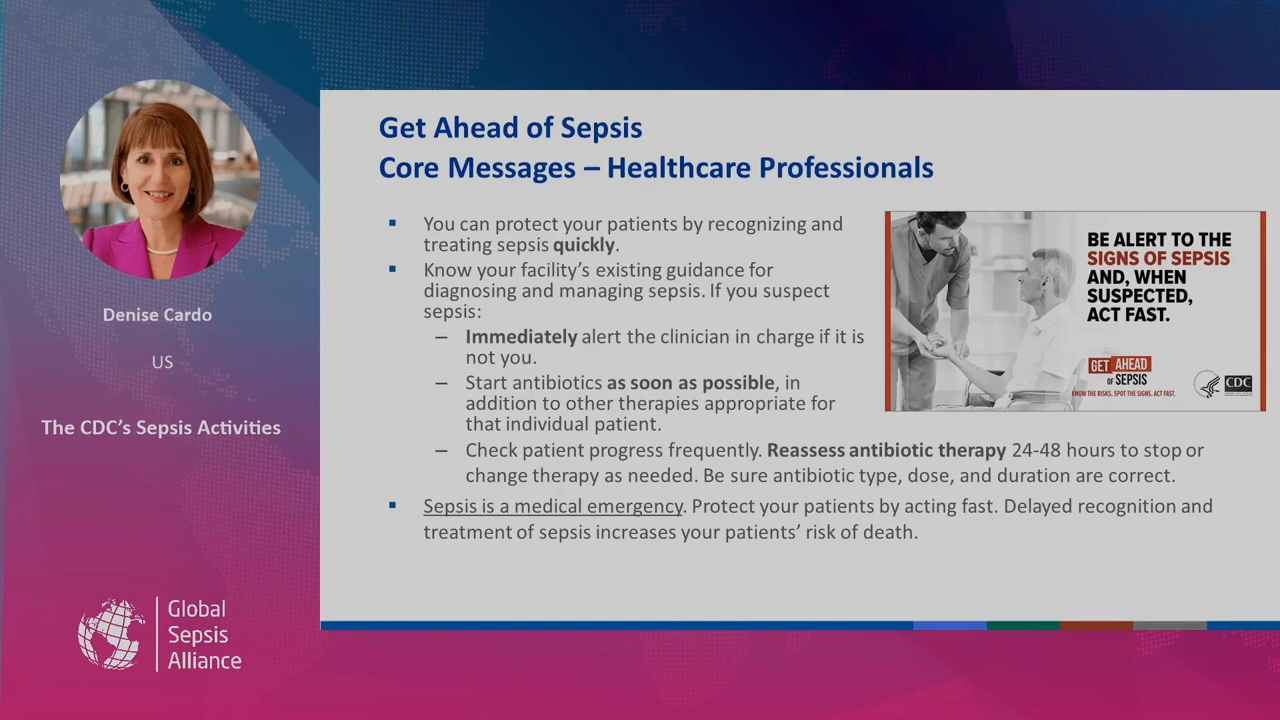 Denise Cardo
US
The CDC's Sepsis Activities
Global
Sepsis
Alliance
Get Ahead of Sepsis
Core Messages – Healthcare Professionals
▪ You can protect your patients by recognizing and
treating sepsis quickly.
▪ Know your facility's existing guidance for
diagnosing and managing sepsis. If you suspect
sepsis:
– Immediately alert the clinician in charge if it is
not you.
– Start antibiotics as soon as possible, in
addition to other therapies appropriate for
that individual patient.
– Check patient progress frequently. Reassess antibiotic therapy 24-48 hours to stop or
change therapy as needed. Be sure antibiotic type, dose, and duration are correct.
▪ Sepsis is a medical emergency. Protect your patients by acting fast. Delayed recognition and
treatment of sepsis increases your patients' risk of death.
BE ALERT TO THE
SIGNS OF SEPSIS
AND, WHEN
SUSPECTED,
ACT FAST.
GET AHEAD
OF SEPSIS
KNOW THE RISKS. SPOT THE SIGNS. ACT FAST.
CDC